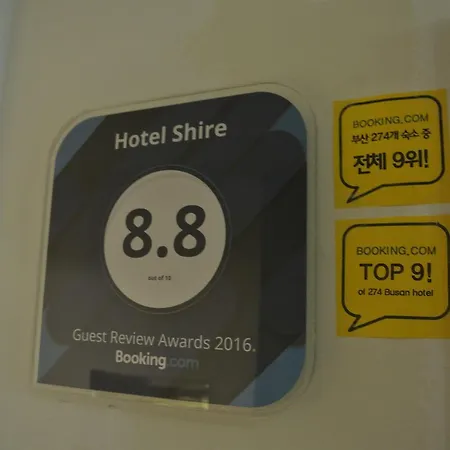 Hotel Shire
8.8
out of 10
Guest Review Awards 2016.
Booking.com
BOOKING.COM
부산 274개 숙소 중
전체 9위!
BOOKING.COM
TOP 9!
of 274 Busan hotel